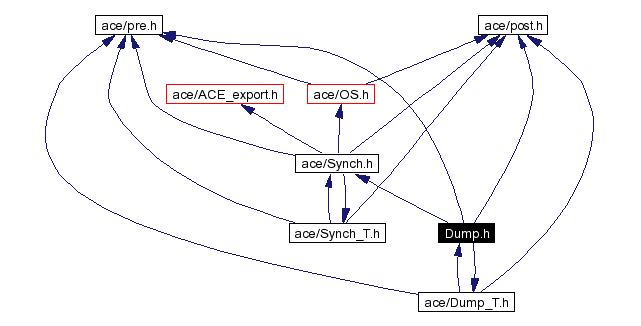 ace/pre.h
ace/post.h
ace/ACE_export.h
ace/OS.h
ace/Synch.h
ace/Synch_T.h
Dump.h
ace/Dump_T.h